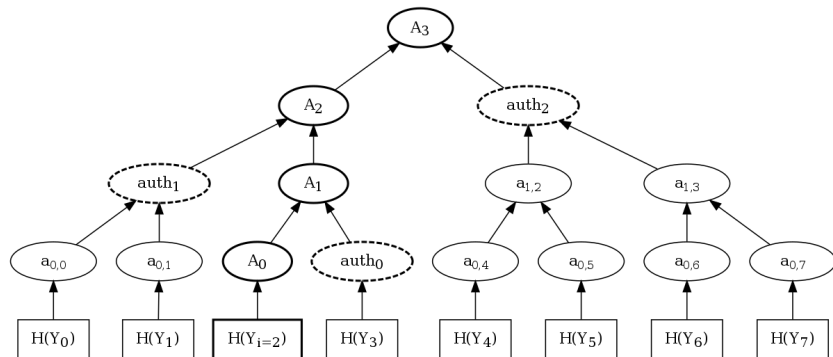 A₃
A₂ auth₂
auth₁ A₁ a₁,₂ a₁,₃
a₀,₀ a₀,₁ A₀ auth₀ a₀,₄ a₀,₅ a₀,₆ a₀,₇
H(Y₀) H(Y₁) H(Yᵢ₌₂) H(Y₃) H(Y₄) H(Y₅) H(Y₆) H(Y₇)